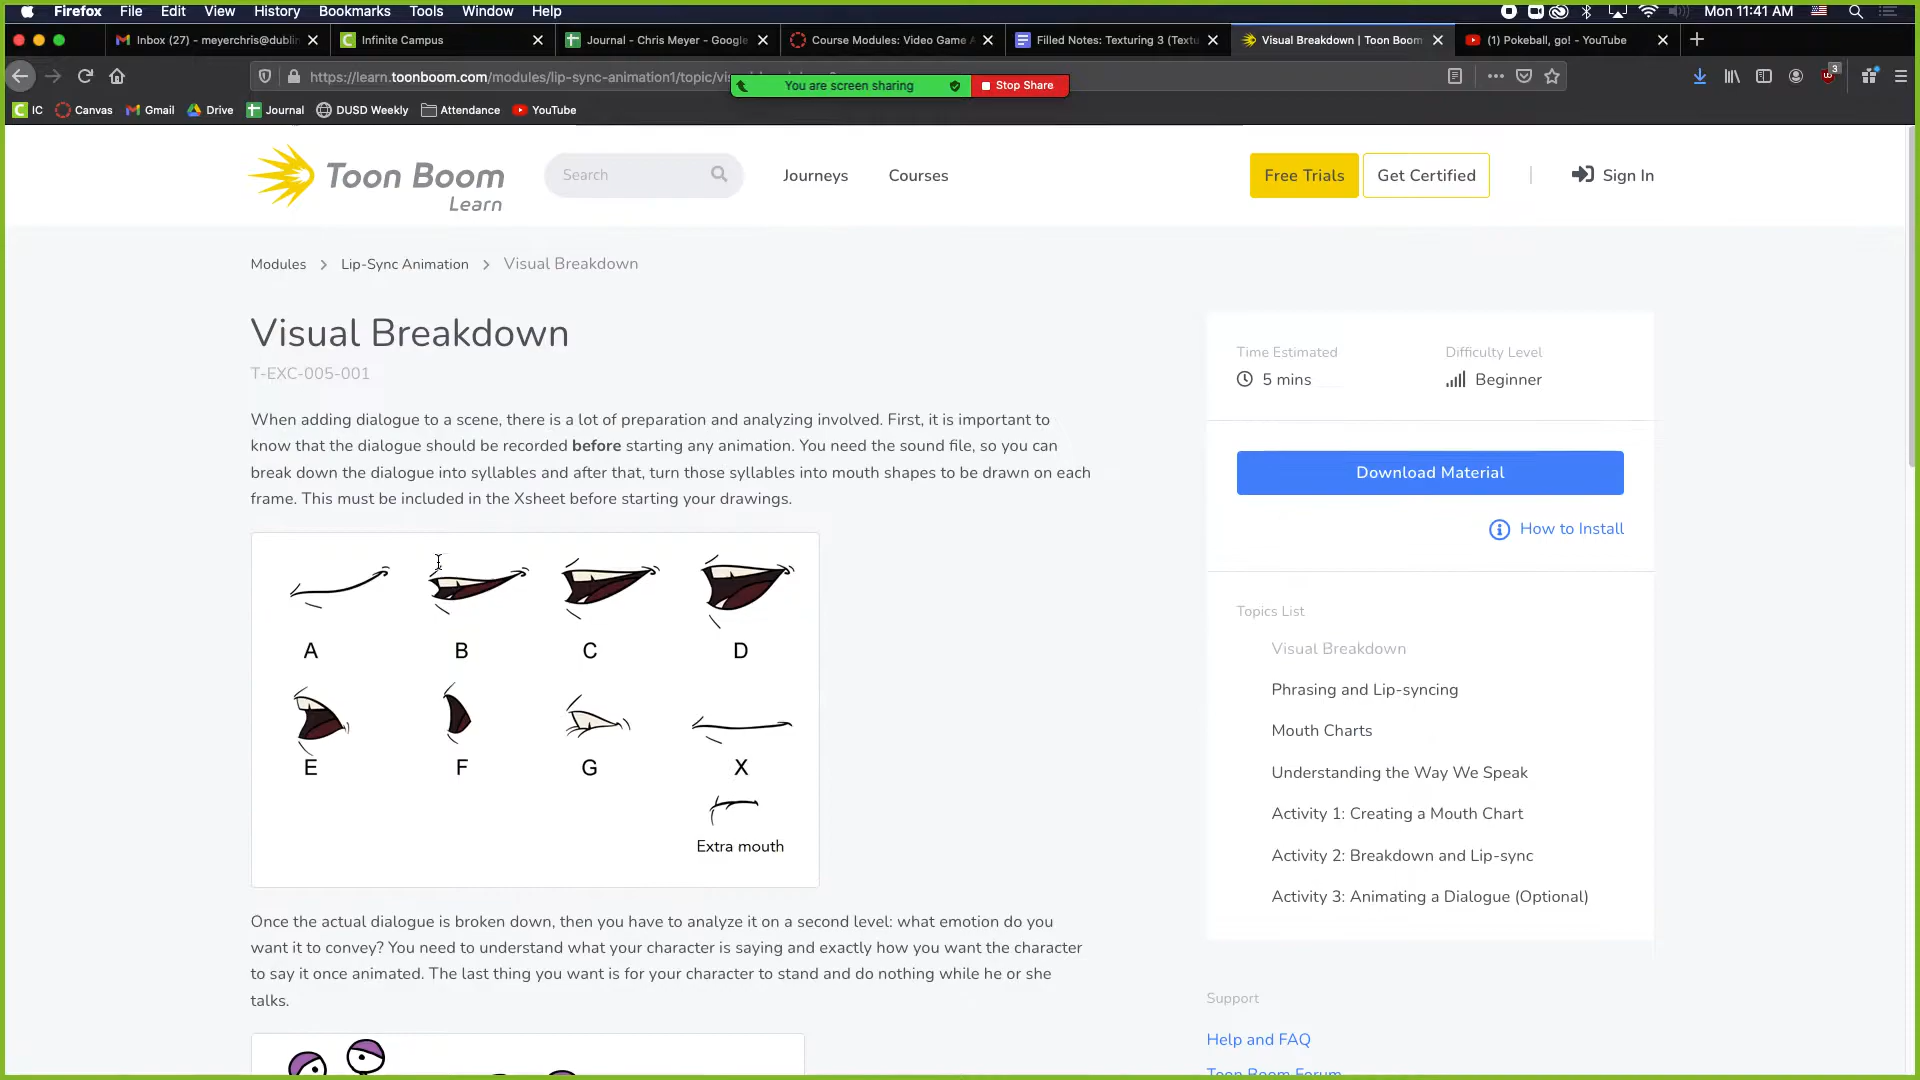 Firefox File Edit View History Bookmarks Tools Window Help Mon 11:41 AM
Inbox (27) - meyerchris@dublin Infinite Campus Journal - Chris Meyer - Google Course Modules: Video Game A Filled Notes: Texturing 3 (Textu Visual Breakdown | Toon Boom (1) Pokeball, go! - YouTube
https://learn.toonboom.com/modules/lip-sync-animation1/topic/vis
You are screen sharing Stop Share
3
IC Canvas Gmail Drive Journal DUSD Weekly Attendance YouTube
Toon Boom
Learn
Search Journeys Courses Free Trials Get Certified Sign In
Modules Lip-Sync Animation Visual Breakdown
Visual Breakdown
T-EXC-005-001
When adding dialogue to a scene, there is a lot of preparation and analyzing involved. First, it is important to
know that the dialogue should be recorded before starting any animation. You need the sound file, so you can
break down the dialogue into syllables and after that, turn those syllables into mouth shapes to be drawn on each
frame. This must be included in the Xsheet before starting your drawings.
A B C D
E F G X
Extra mouth
Once the actual dialogue is broken down, then you have to analyze it on a second level: what emotion do you
want it to convey? You need to understand what your character is saying and exactly how you want the character
to say it once animated. The last thing you want is for your character to stand and do nothing while he or she
talks.
Time Estimated Difficulty Level
5 mins Beginner
Download Material
How to Install
Topics List
Visual Breakdown
Phrasing and Lip-syncing
Mouth Charts
Understanding the Way We Speak
Activity 1: Creating a Mouth Chart
Activity 2: Breakdown and Lip-sync
Activity 3: Animating a Dialogue (Optional)
Support
Help and FAQ
Toon Boom Forum